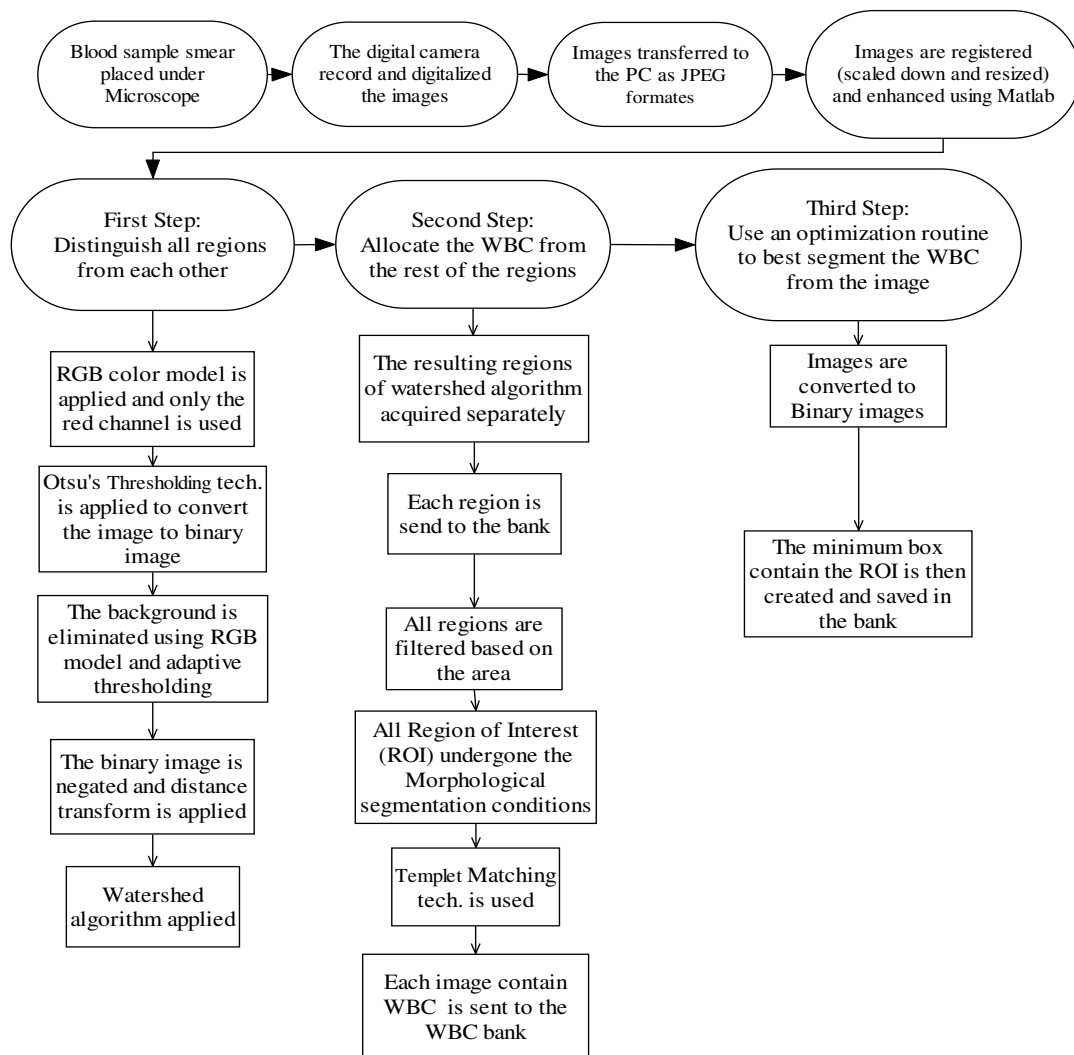 Blood sample smear
placed under
Microscope
The digital camera
record and digitalized
the images
Images transferred to
the PC as JPEG
formates
Images are registered
(scaled down and resized)
and enhanced using Matlab
First Step:
Distinguish all regions
from each other
Second Step:
Allocate the WBC from
the rest of the regions
Third Step:
Use an optimization routine
to best segment the WBC
from the image
RGB color model is
applied and only the
red channel is used
Otsu's Thresholding tech.
is applied to convert
the image to binary
image
The background is
eliminated using RGB
model and adaptive
thresholding
The binary image is
negated and distance
transform is applied
Watershed
algorithm applied
The resulting regions
of watershed algorithm
acquired separately
Each region is
send to the bank
All regions are
filtered based on
the area
All Region of Interest
(ROI) undergone the
Morphological
segmentation conditions
Templet Matching
tech. is used
Each image contain
WBC is sent to the
WBC bank
Images are
converted to
Binary images
The minimum box
contain the ROI is then
created and saved in
the bank